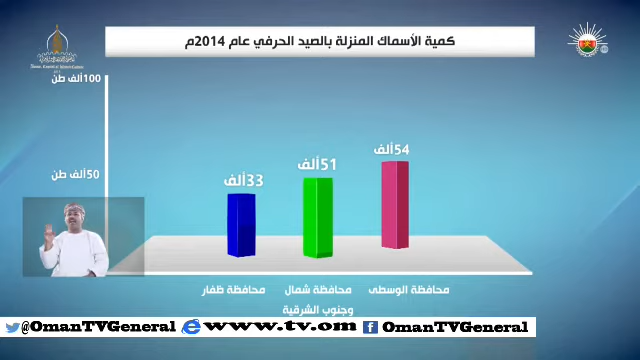 كمية الأسماك المنزلة بالصيد الحرفي عام 2014م
100ألف طن
50ألف طن
54ألف
51ألف
33ألف
محافظة الوسطى
محافظة شمال
وجنوب الشرقية
محافظة ظفار
@OmanTVGeneral
www.tv.om
OmanTVGeneral